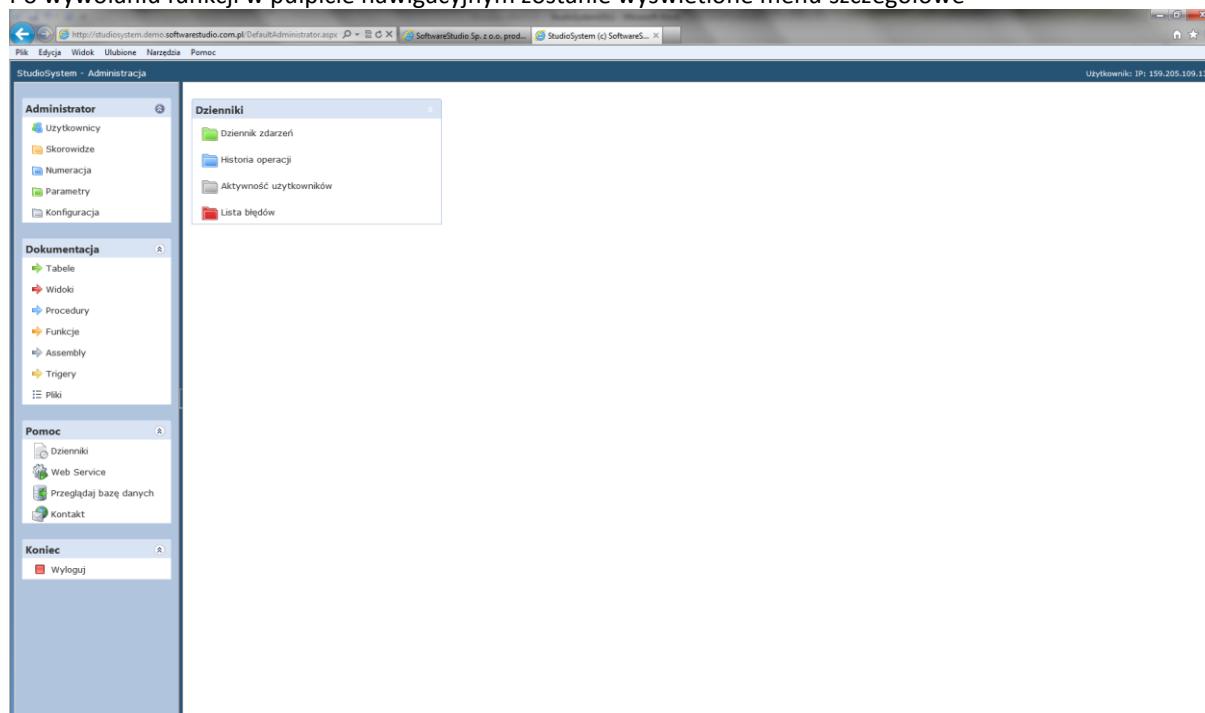 Po wywołaniu funkcji w pulpicie nawigacyjnym zostanie wyświetlone menu szczegółowe
http://studiosystem.demo.softwarestudio.com.pl/DefaultAdministrator.aspx
SoftwareStudio Sp. z o.o. prod...
StudioSystem (c) SoftwareS...
Plik Edycja Widok Ulubione Narzędzia Pomoc
StudioSystem - Administracja
Użytkownik: IP: 159.205.109.1
Administrator
Użytkownicy
Skorowidze
Numeracja
Parametry
Konfiguracja
Dokumentacja
Tabele
Widoki
Procedury
Funkcje
Assembly
Trigery
Pliki
Pomoc
Dzienniki
Web Service
Przeglądaj bazę danych
Kontakt
Koniec
Wyloguj
Dzienniki
Dziennik zdarzeń
Historia operacji
Aktywność użytkowników
Lista błędów